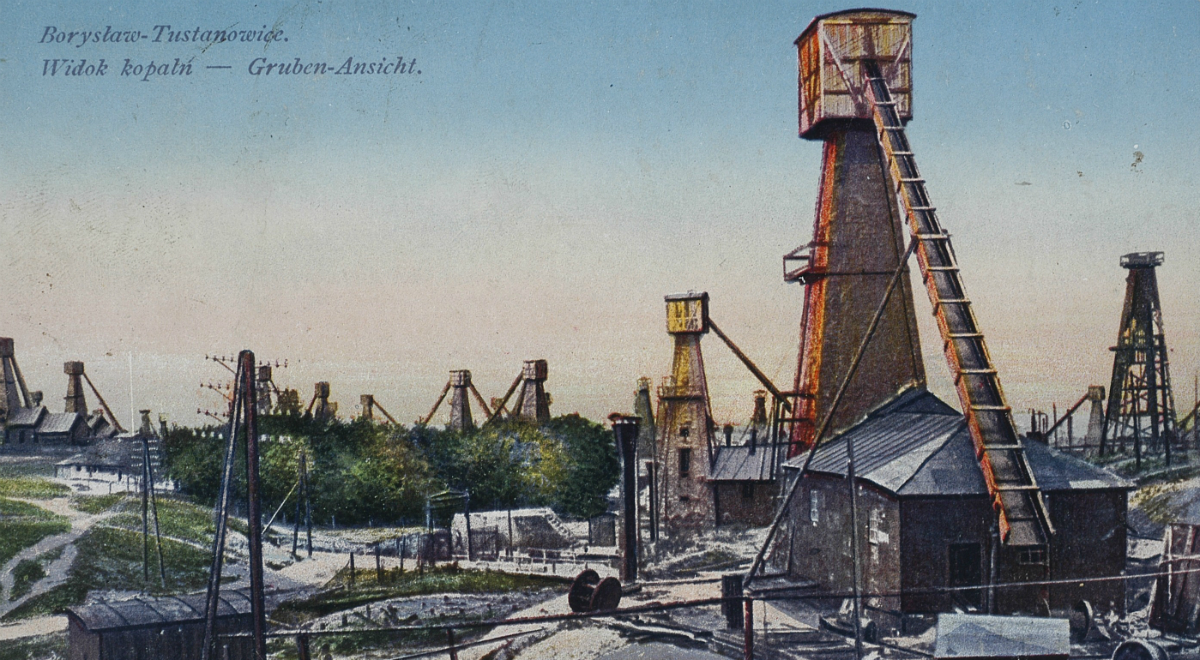 Borysław-Tustanowice.
Widok kopalń — Gruben-Ansicht.